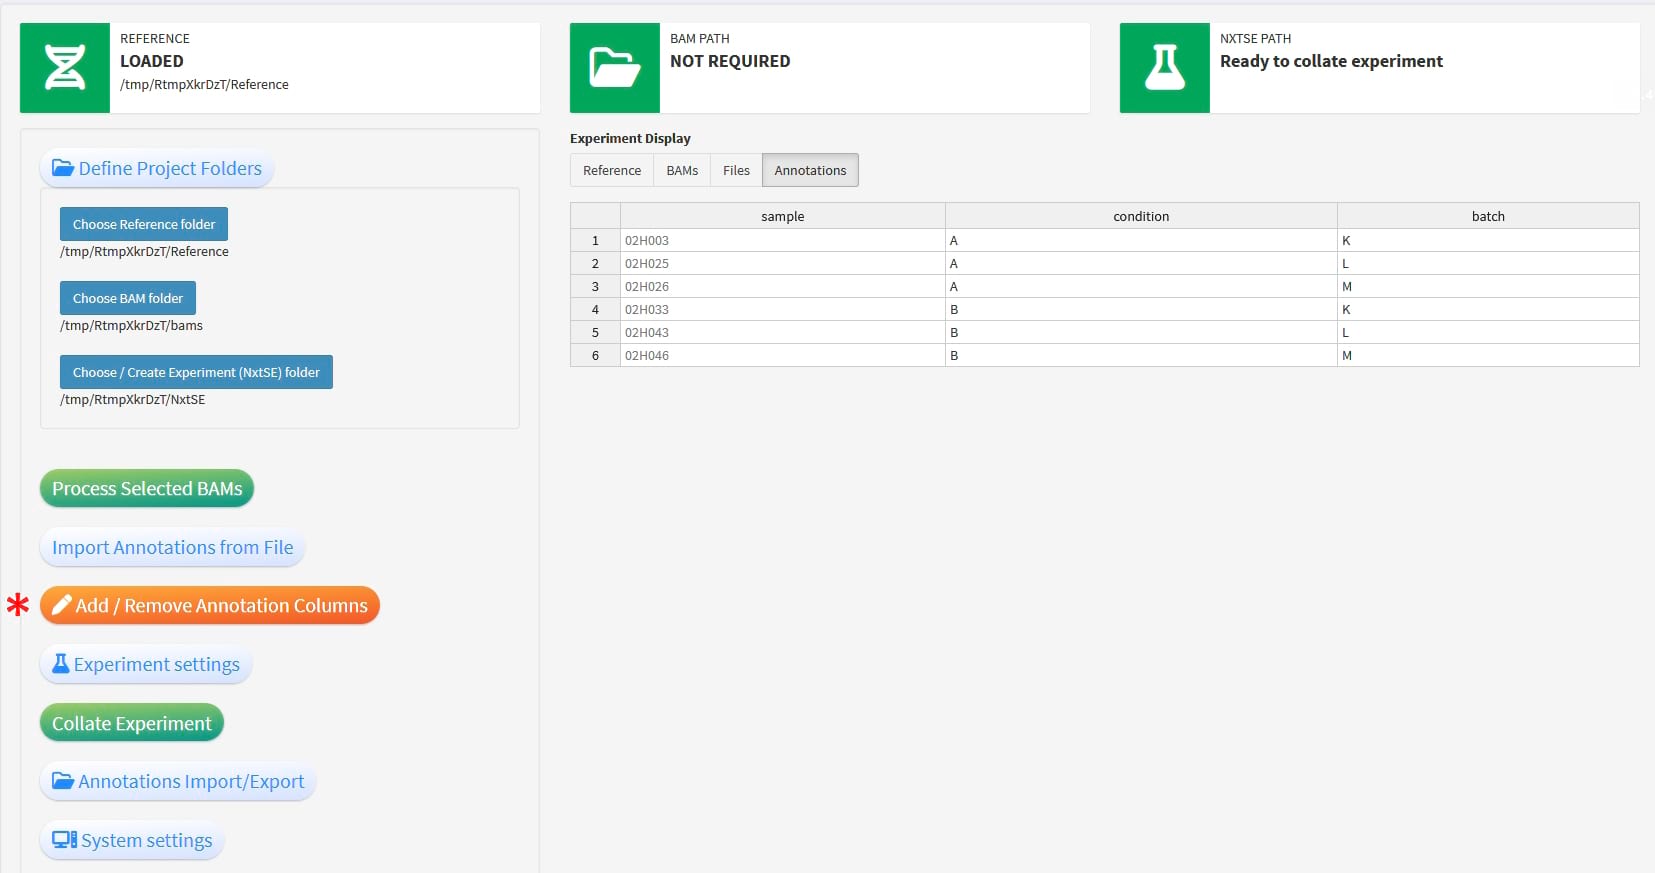 REFERENCE
LOADED
/tmp/RtmpXkrDzT/Reference
BAM PATH
NOT REQUIRED
NXTSE PATH
Ready to collate experiment
Define Project Folders
Choose Reference folder
/tmp/RtmpXkrDzT/Reference
Choose BAM folder
/tmp/RtmpXkrDzT/bams
Choose / Create Experiment (NxtSE) folder
/tmp/RtmpXkrDzT/NxtSE
Process Selected BAMs
Import Annotations from File
* Add / Remove Annotation Columns
Experiment settings
Collate Experiment
Annotations Import/Export
System settings
Experiment Display
Reference BAMs Files Annotations
sample condition batch
1 02H003 A K
2 02H025 A L
3 02H026 A M
4 02H033 B K
5 02H043 B L
6 02H046 B M